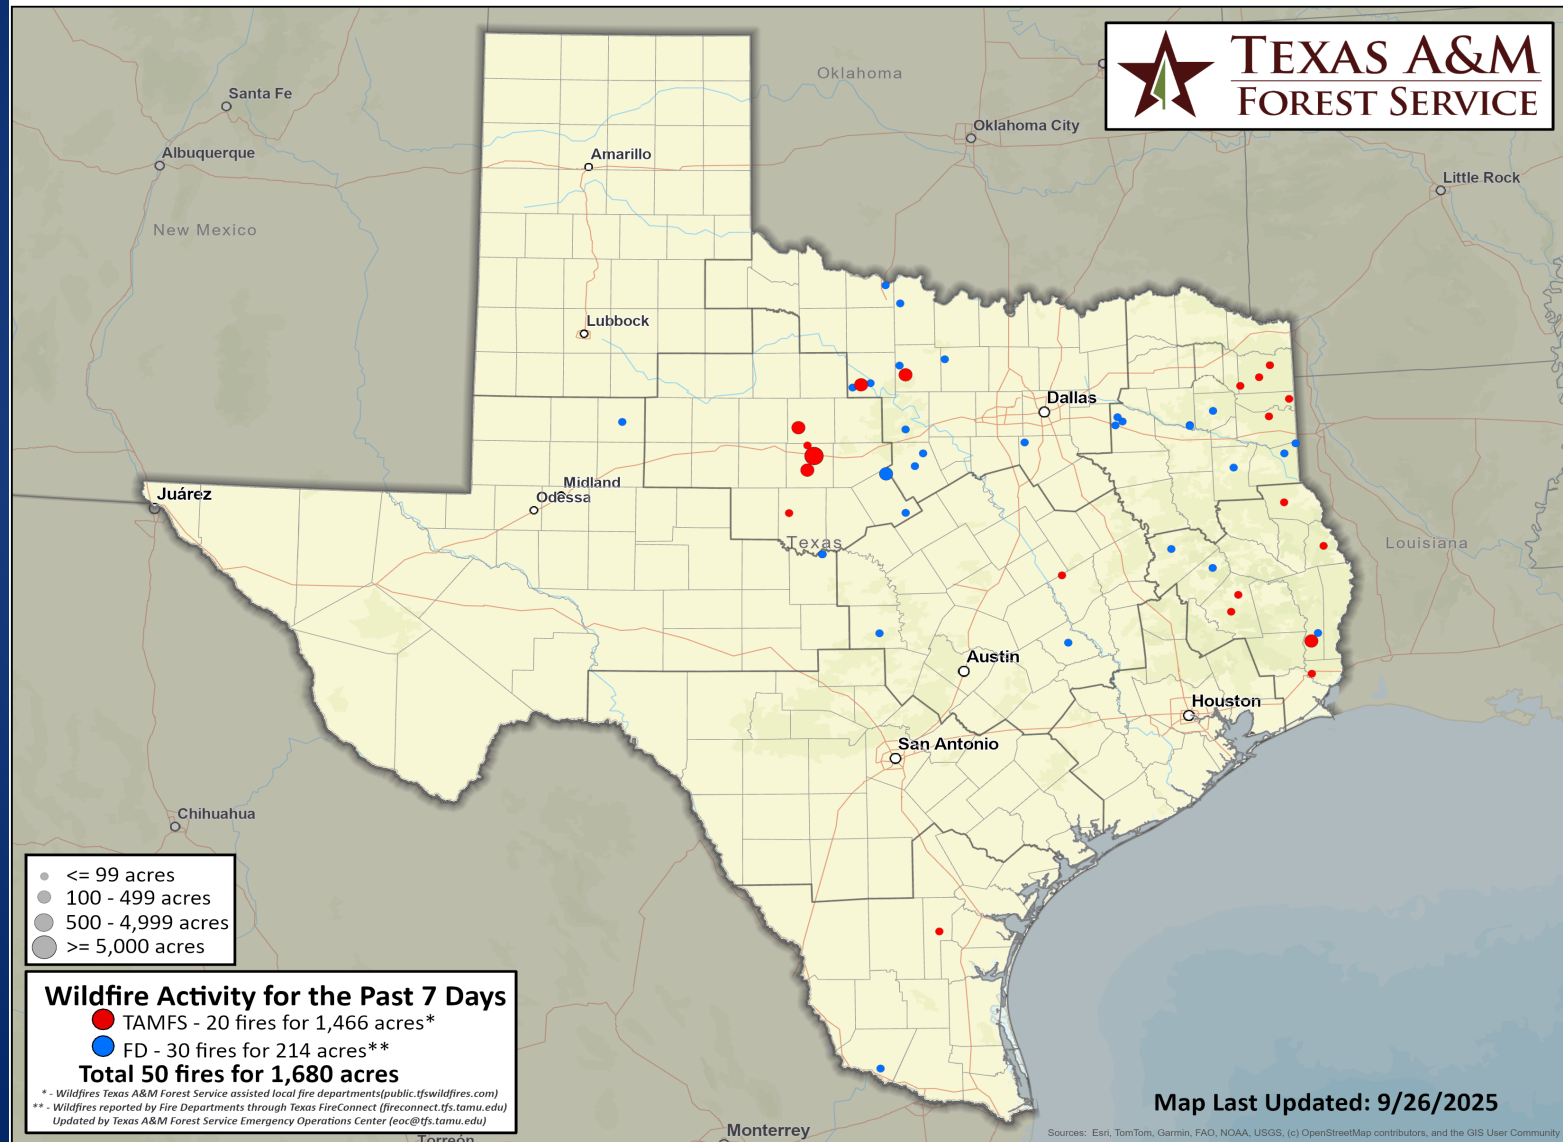 TEXAS A&M
FOREST SERVICE
Oklahoma
Santa Fe
Oklahoma City
Albuquerque
Amarillo
Little Rock
New Mexico
Lubbock
Dallas
Midland
Odessa
Juárez
Texas
Louisiana
Austin
Houston
San Antonio
Chihuahua
<= 99 acres
100 - 499 acres
500 - 4,999 acres
>= 5,000 acres
Wildfire Activity for the Past 7 Days
TAMFS - 20 fires for 1,466 acres*
FD - 30 fires for 214 acres**
Total 50 fires for 1,680 acres
* - Wildfires Texas A&M Forest Service assisted local fire departments(public.tfswildfires.com)
** - Wildfires reported by Fire Departments through Texas FireConnect (fireconnect.tfs.tamu.edu)
Updated by Texas A&M Forest Service Emergency Operations Center (eoc@tfs.tamu.edu)
Map Last Updated: 9/26/2025
Monterrey
Torreón
Sources: Esri, TomTom, Garmin, FAO, NOAA, USGS, (c) OpenStreetMap contributors, and the GIS User Community